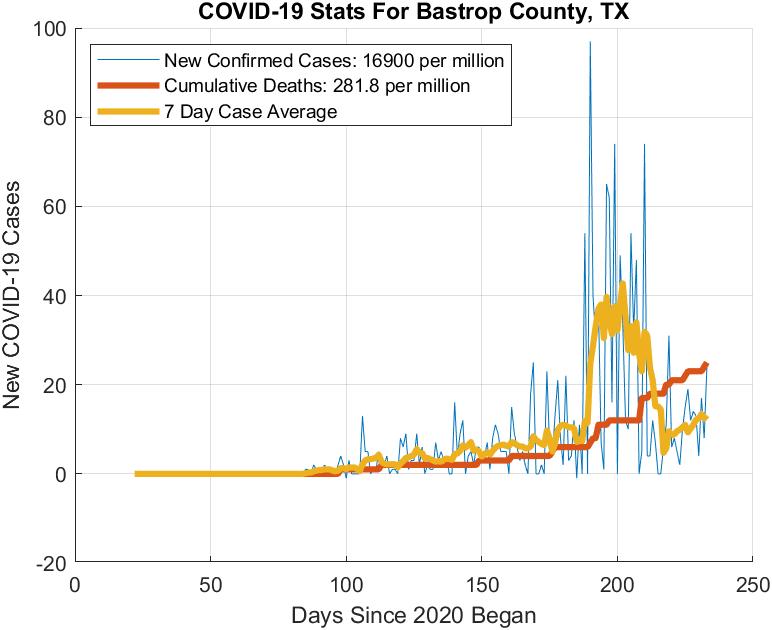 COVID-19 Stats For Bastrop County, TX
New Confirmed Cases: 16900 per million
Cumulative Deaths: 281.8 per million
7 Day Case Average
100
80
60
40
20
0
-20
New COVID-19 Cases
0 50 100 150 200 250
Days Since 2020 Began